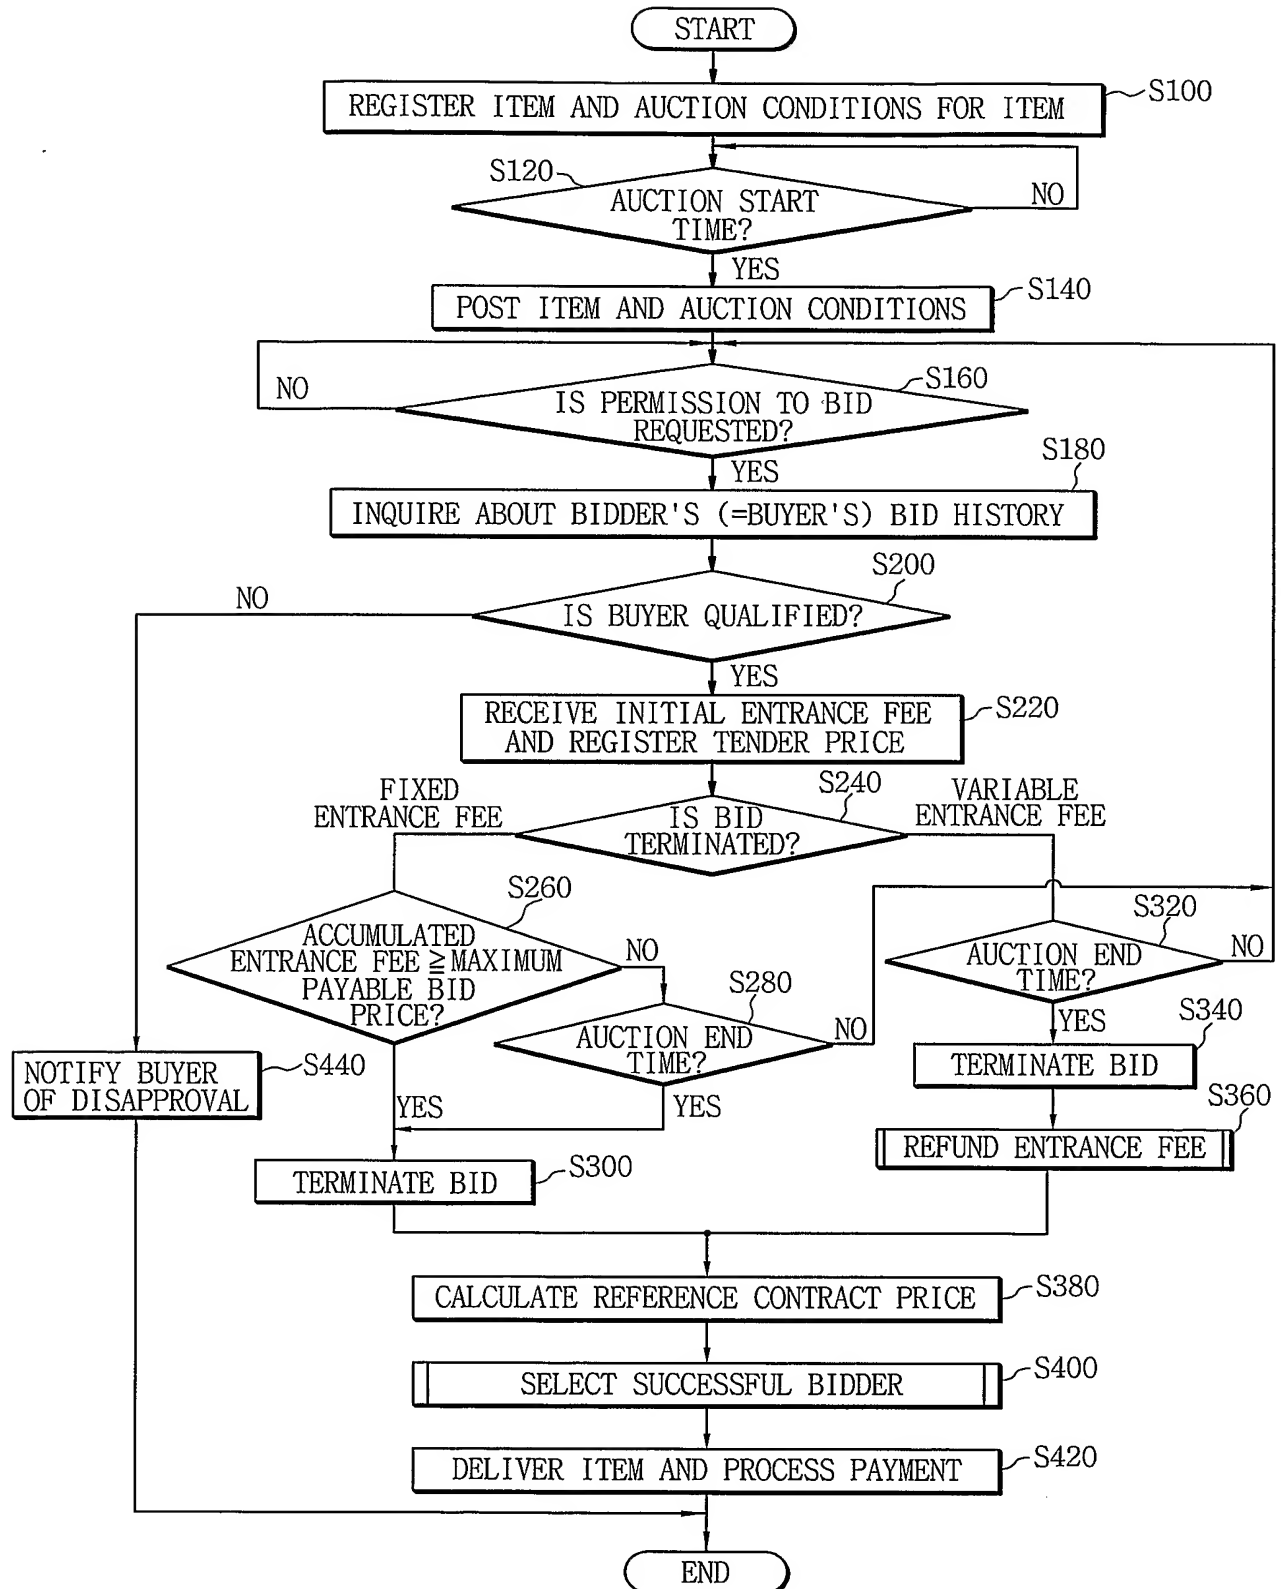 START
REGISTER ITEM AND AUCTION CONDITIONS FOR ITEM
S100
S120
AUCTION START
TIME?
NO
YES
POST ITEM AND AUCTION CONDITIONS
S140
NO
S160
IS PERMISSION TO BID
REQUESTED?
YES
S180
INQUIRE ABOUT BIDDER'S (=BUYER'S) BID HISTORY
S200
NO
IS BUYER QUALIFIED?
YES
RECEIVE INITIAL ENTRANCE FEE
AND REGISTER TENDER PRICE
S220
FIXED
ENTRANCE FEE
S240
IS BID
TERMINATED?
VARIABLE
ENTRANCE FEE
S260
ACCUMULATED
ENTRANCE FEE≧MAXIMUM
PAYABLE BID
PRICE?
NO
S280
AUCTION END
TIME?
NO
YES
S320
AUCTION END
TIME?
NO
YES
S340
TERMINATE BID
S360
REFUND ENTRANCE FEE
NOTIFY BUYER
OF DISAPPROVAL
S440
YES
TERMINATE BID
S300
CALCULATE REFERENCE CONTRACT PRICE
S380
SELECT SUCCESSFUL BIDDER
S400
DELIVER ITEM AND PROCESS PAYMENT
S420
END